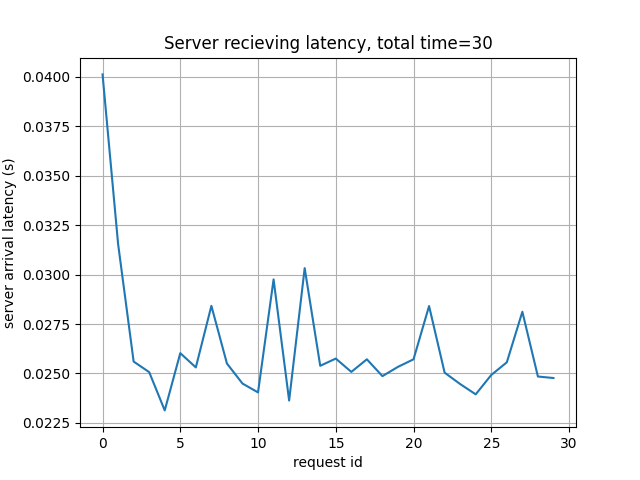 Server recieving latency, total time=30
0.0400
0.0375
0.0350
0.0325
0.0300
0.0275
0.0250
0.0225
server arrival latency (s)
0 5 10 15 20 25 30
request id